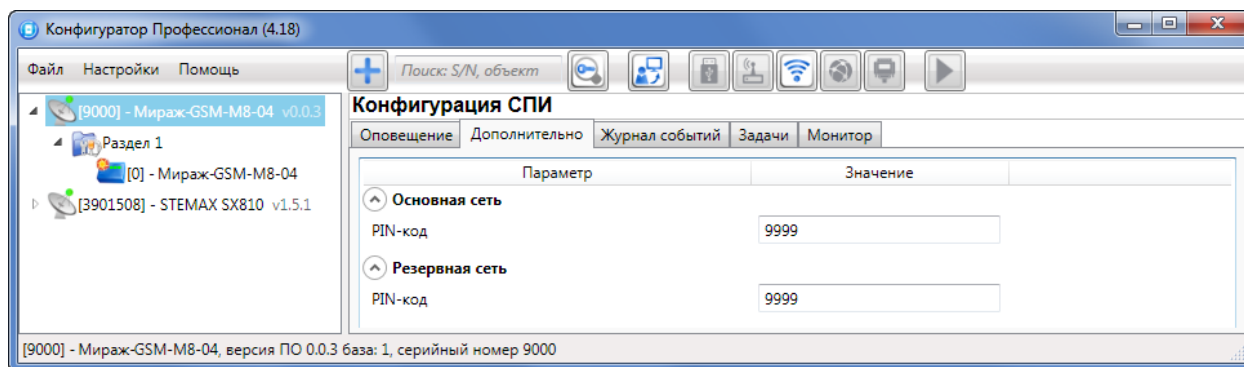 Конфигуратор Профессионал (4.18)
Файл Настройки Помощь
Поиск: S/N, объект
[9000] - Мираж-GSM-M8-04 v0.0.3
Раздел 1
[0] - Мираж-GSM-M8-04
[3901508] - STEMAX SX810 v1.5.1
Конфигурация СПИ
Оповещение Дополнительно Журнал событий Задачи Монитор
Параметр Значение
Основная сеть
PIN-код 9999
Резервная сеть
PIN-код 9999
[9000] - Мираж-GSM-M8-04, версия ПО 0.0.3 база: 1, серийный номер 9000